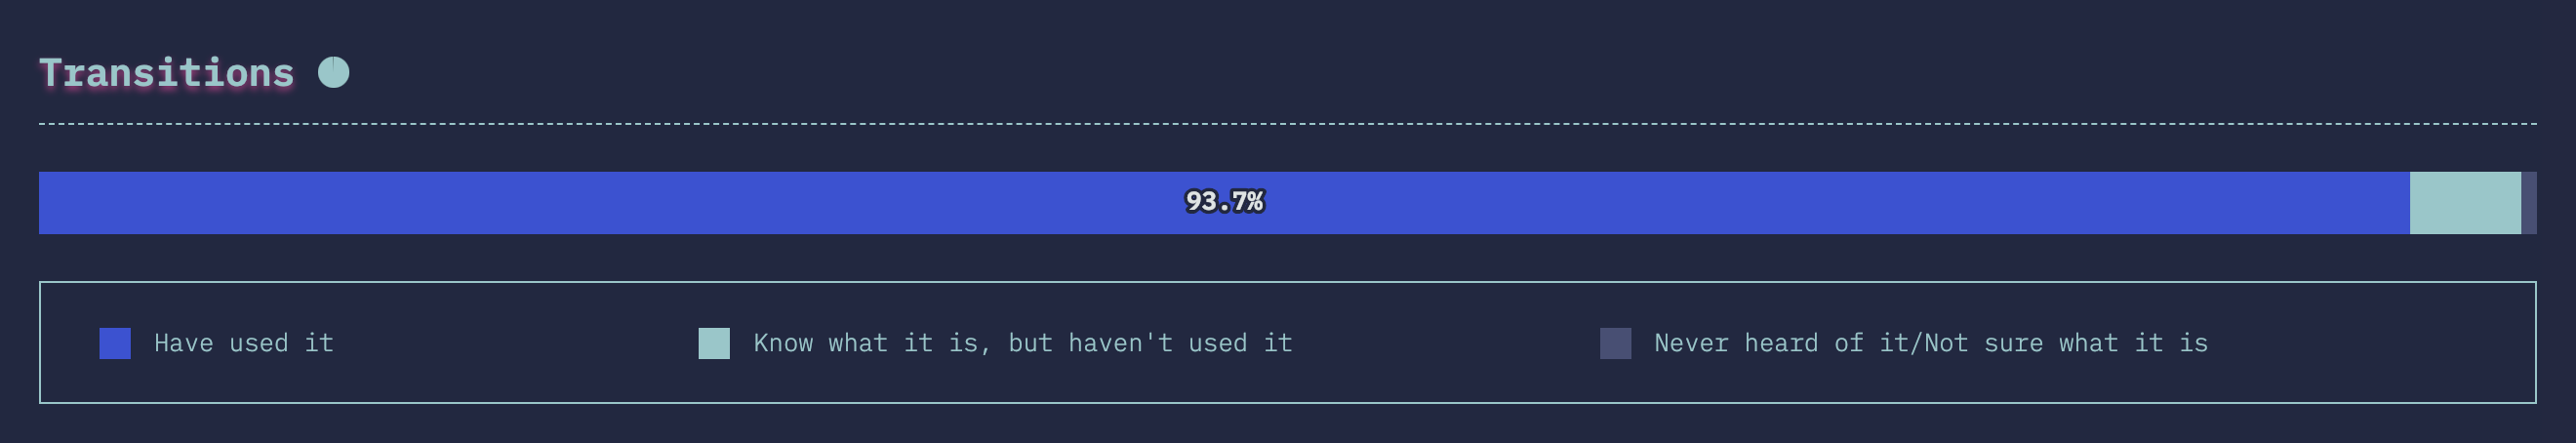 Transitions
93.7%
Have used it
Know what it is, but haven't used it
Never heard of it/Not sure what it is